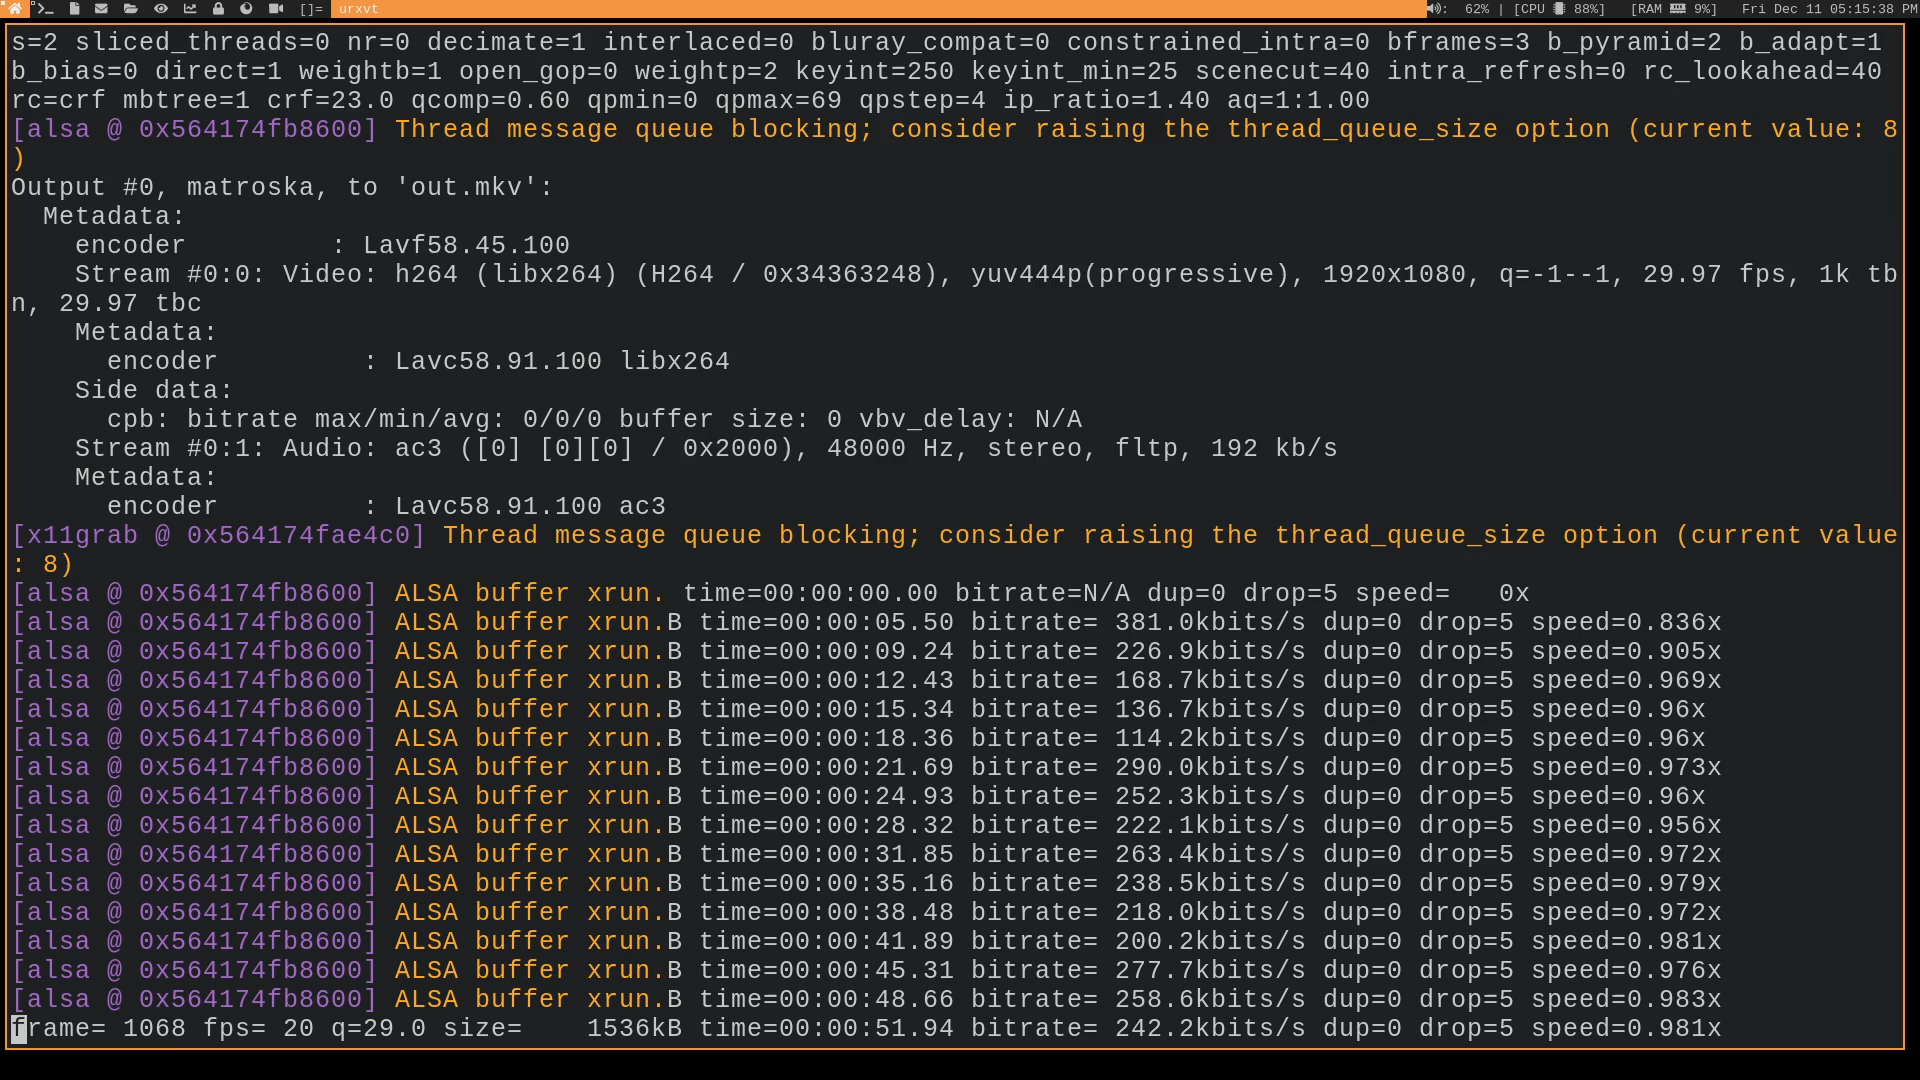 []= urxvt : 62% | [CPU 88%] [RAM 9%] Fri Dec 11 05:15:38 PM
s=2 sliced_threads=0 nr=0 decimate=1 interlaced=0 bluray_compat=0 constrained_intra=0 bframes=3 b_pyramid=2 b_adapt=1
b_bias=0 direct=1 weightb=1 open_gop=0 weightp=2 keyint=250 keyint_min=25 scenecut=40 intra_refresh=0 rc_lookahead=40
rc=crf mbtree=1 crf=23.0 qcomp=0.60 qpmin=0 qpmax=69 qpstep=4 ip_ratio=1.40 aq=1:1.00
[alsa @ 0x564174fb8600] Thread message queue blocking; consider raising the thread_queue_size option (current value: 8
)
Output #0, matroska, to 'out.mkv':
  Metadata:
    encoder         : Lavf58.45.100
    Stream #0:0: Video: h264 (libx264) (H264 / 0x34363248), yuv444p(progressive), 1920x1080, q=-1--1, 29.97 fps, 1k tb
n, 29.97 tbc
    Metadata:
      encoder         : Lavc58.91.100 libx264
    Side data:
      cpb: bitrate max/min/avg: 0/0/0 buffer size: 0 vbv_delay: N/A
    Stream #0:1: Audio: ac3 ([0] [0][0] / 0x2000), 48000 Hz, stereo, fltp, 192 kb/s
    Metadata:
      encoder         : Lavc58.91.100 ac3
[x11grab @ 0x564174fae4c0] Thread message queue blocking; consider raising the thread_queue_size option (current value
: 8)
[alsa @ 0x564174fb8600] ALSA buffer xrun. time=00:00:00.00 bitrate=N/A dup=0 drop=5 speed=   0x
[alsa @ 0x564174fb8600] ALSA buffer xrun.B time=00:00:05.50 bitrate= 381.0kbits/s dup=0 drop=5 speed=0.836x
[alsa @ 0x564174fb8600] ALSA buffer xrun.B time=00:00:09.24 bitrate= 226.9kbits/s dup=0 drop=5 speed=0.905x
[alsa @ 0x564174fb8600] ALSA buffer xrun.B time=00:00:12.43 bitrate= 168.7kbits/s dup=0 drop=5 speed=0.969x
[alsa @ 0x564174fb8600] ALSA buffer xrun.B time=00:00:15.34 bitrate= 136.7kbits/s dup=0 drop=5 speed=0.96x
[alsa @ 0x564174fb8600] ALSA buffer xrun.B time=00:00:18.36 bitrate= 114.2kbits/s dup=0 drop=5 speed=0.96x
[alsa @ 0x564174fb8600] ALSA buffer xrun.B time=00:00:21.69 bitrate= 290.0kbits/s dup=0 drop=5 speed=0.973x
[alsa @ 0x564174fb8600] ALSA buffer xrun.B time=00:00:24.93 bitrate= 252.3kbits/s dup=0 drop=5 speed=0.96x
[alsa @ 0x564174fb8600] ALSA buffer xrun.B time=00:00:28.32 bitrate= 222.1kbits/s dup=0 drop=5 speed=0.956x
[alsa @ 0x564174fb8600] ALSA buffer xrun.B time=00:00:31.85 bitrate= 263.4kbits/s dup=0 drop=5 speed=0.972x
[alsa @ 0x564174fb8600] ALSA buffer xrun.B time=00:00:35.16 bitrate= 238.5kbits/s dup=0 drop=5 speed=0.979x
[alsa @ 0x564174fb8600] ALSA buffer xrun.B time=00:00:38.48 bitrate= 218.0kbits/s dup=0 drop=5 speed=0.972x
[alsa @ 0x564174fb8600] ALSA buffer xrun.B time=00:00:41.89 bitrate= 200.2kbits/s dup=0 drop=5 speed=0.981x
[alsa @ 0x564174fb8600] ALSA buffer xrun.B time=00:00:45.31 bitrate= 277.7kbits/s dup=0 drop=5 speed=0.976x
[alsa @ 0x564174fb8600] ALSA buffer xrun.B time=00:00:48.66 bitrate= 258.6kbits/s dup=0 drop=5 speed=0.983x
frame= 1068 fps= 20 q=29.0 size=    1536kB time=00:00:51.94 bitrate= 242.2kbits/s dup=0 drop=5 speed=0.981x